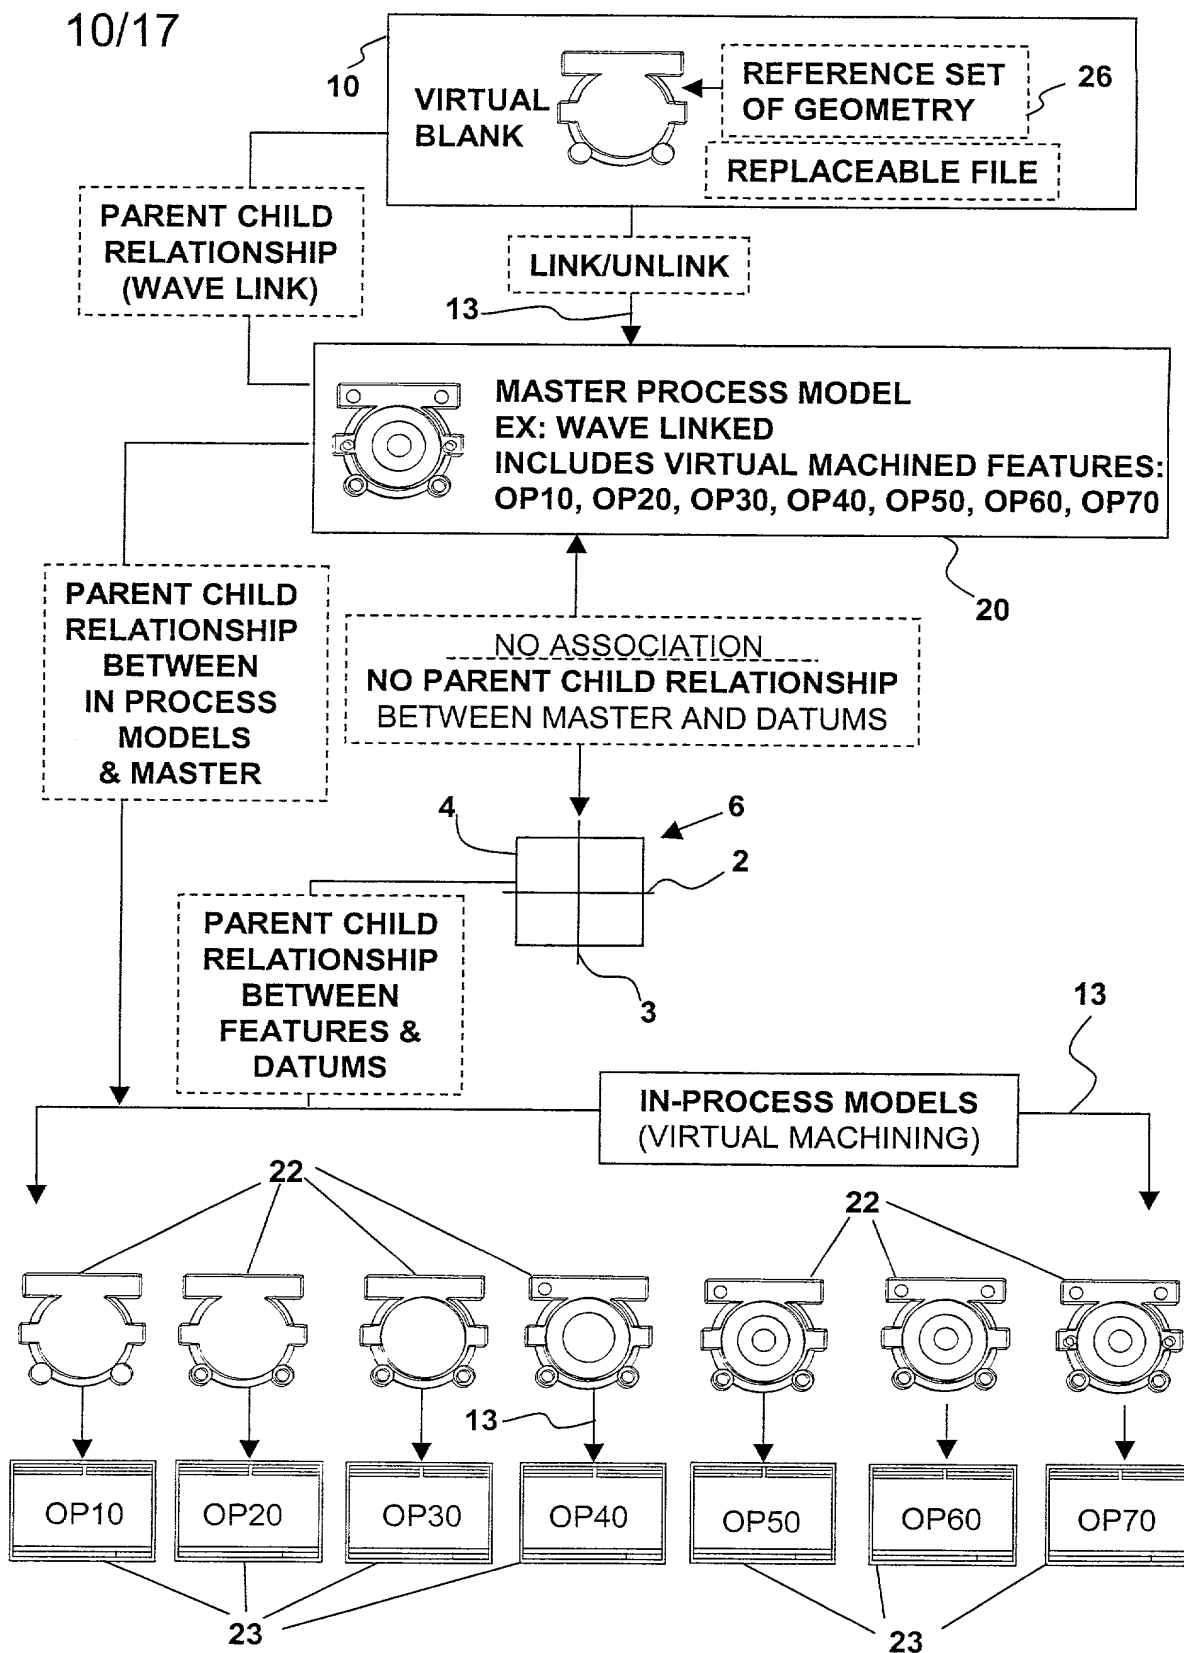 10/17
10
VIRTUAL
BLANK
REFERENCE SET
OF GEOMETRY
26
REPLACEABLE FILE
PARENT CHILD
RELATIONSHIP
(WAVE LINK)
LINK/UNLINK
13
MASTER PROCESS MODEL
EX: WAVE LINKED
INCLUDES VIRTUAL MACHINED FEATURES:
OP10, OP20, OP30, OP40, OP50, OP60, OP70
20
PARENT CHILD
RELATIONSHIP
BETWEEN
IN PROCESS
MODELS
& MASTER
NO ASSOCIATION
NO PARENT CHILD RELATIONSHIP
BETWEEN MASTER AND DATUMS
4
6
2
3
PARENT CHILD
RELATIONSHIP
BETWEEN
FEATURES &
DATUMS
13
IN-PROCESS MODELS
(VIRTUAL MACHINING)
22
22
13
OP10
OP20
OP30
OP40
OP50
OP60
OP70
23
23